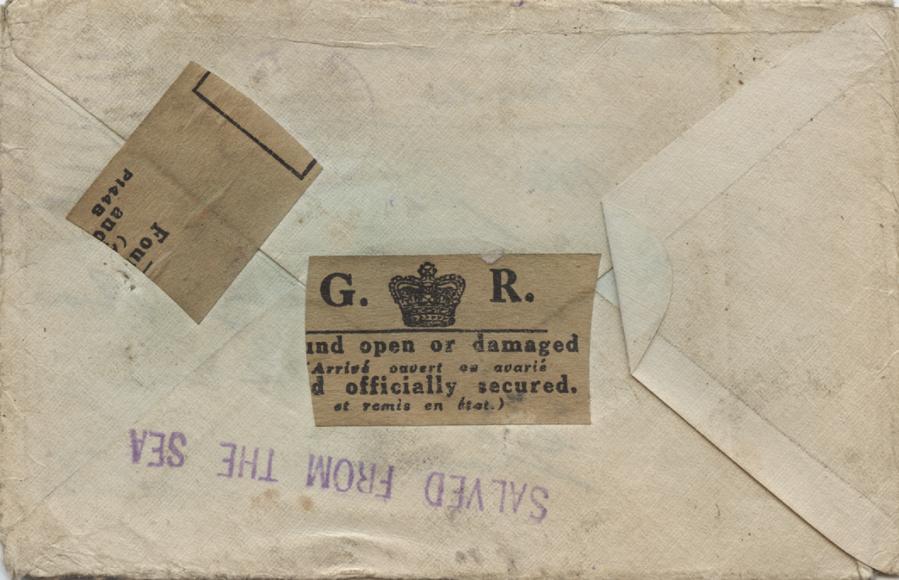 G. R.
und open or damaged
(Arrivé ouvert ou avarié
d officially secured.
et remis en état.)
P1448
and
Fou
SALVED FROM THE SEA